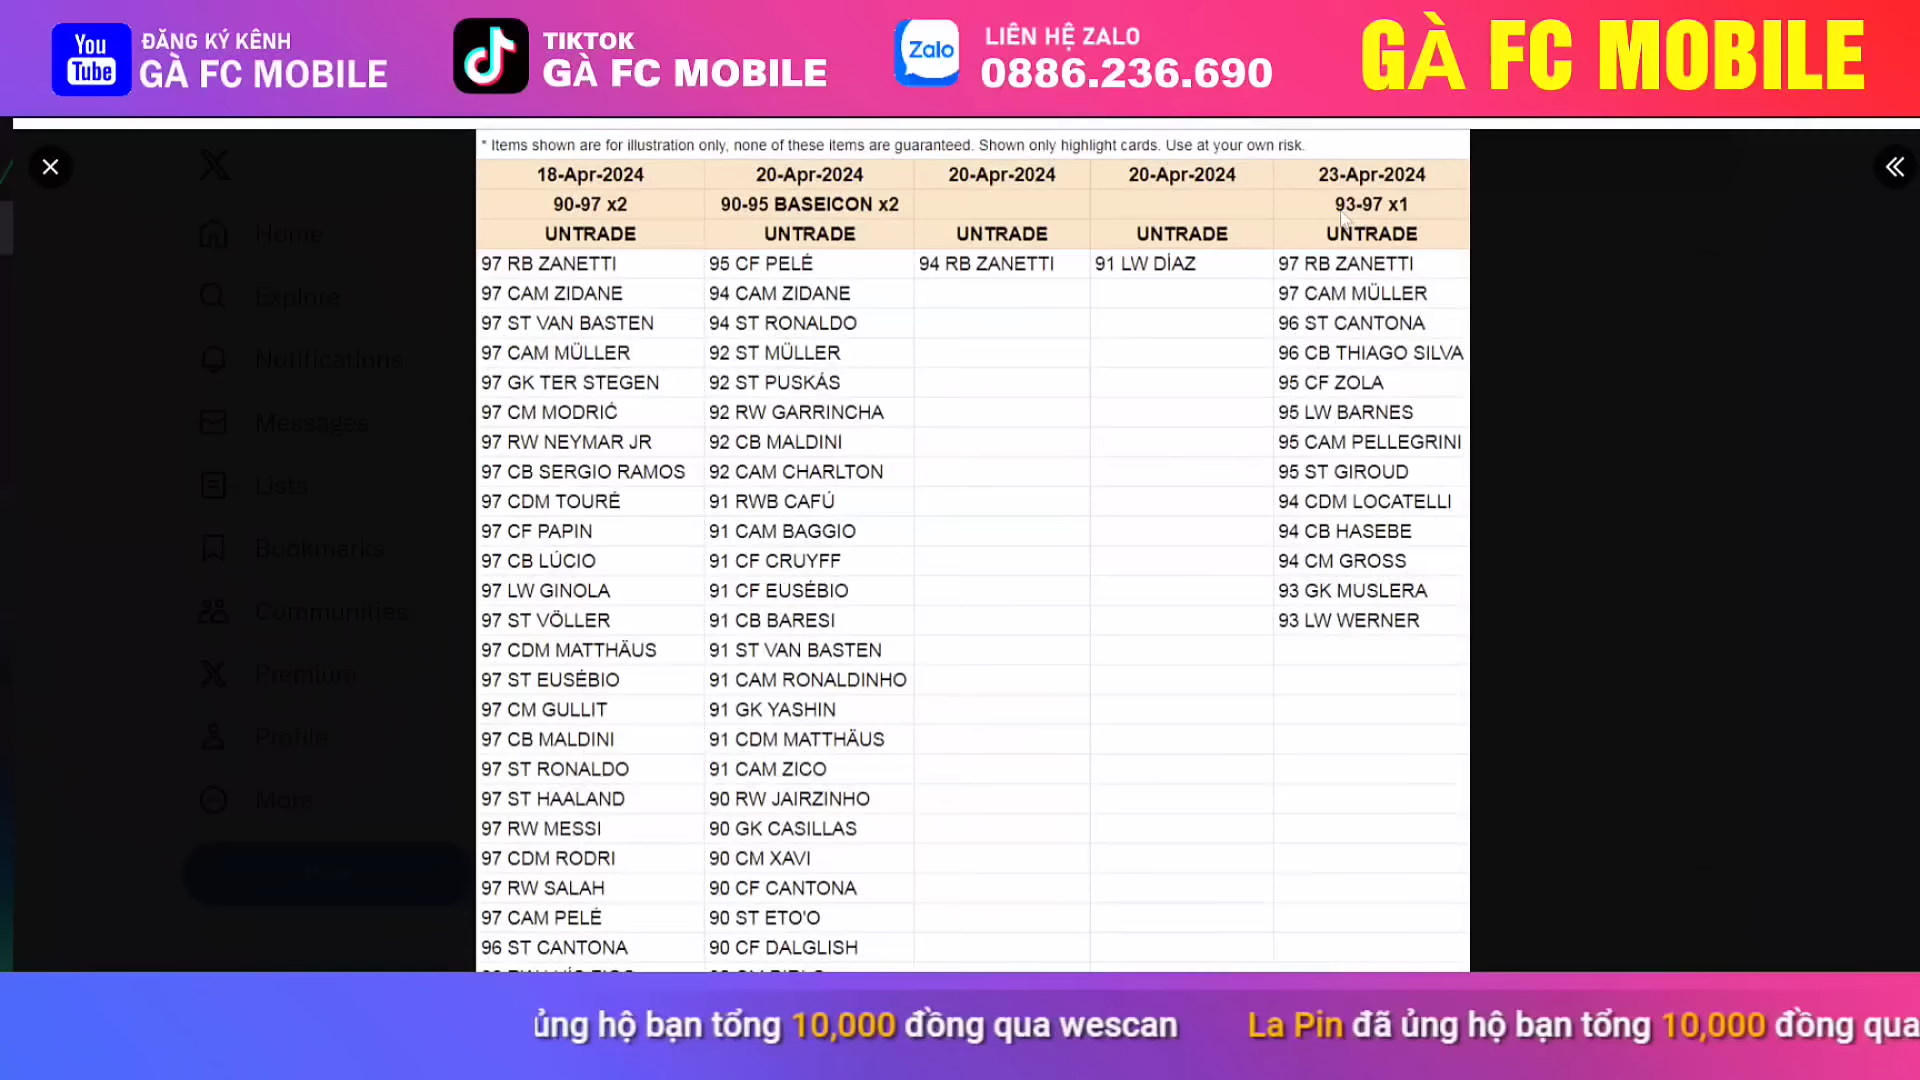 You Tube
ĐĂNG KÝ KÊNH
GÀ FC MOBILE
TIKTOK
GÀ FC MOBILE
Zalo
LIÊN HỆ ZALO
0886.236.690
GÀ FC MOBILE
Home
Explore
Notifications
Messages
Lists
Bookmarks
Communities
Premium
Profile
More
* Items shown are for illustration only, none of these items are guaranteed. Shown only highlight cards. Use at your own risk.
18-Apr-2024 20-Apr-2024 20-Apr-2024 20-Apr-2024 23-Apr-2024
90-97 x2 90-95 BASEICON x2 93-97 x1
UNTRADE UNTRADE UNTRADE UNTRADE UNTRADE
97 RB ZANETTI 95 CF PELÉ 94 RB ZANETTI 91 LW DÍAZ 97 RB ZANETTI
97 CAM ZIDANE 94 CAM ZIDANE 97 CAM MÜLLER
97 ST VAN BASTEN 94 ST RONALDO 96 ST CANTONA
97 CAM MÜLLER 92 ST MÜLLER 96 CB THIAGO SILVA
97 GK TER STEGEN 92 ST PUSKÁS 95 CF ZOLA
97 CM MODRIĆ 92 RW GARRINCHA 95 LW BARNES
97 RW NEYMAR JR 92 CB MALDINI 95 CAM PELLEGRINI
97 CB SERGIO RAMOS 92 CAM CHARLTON 95 ST GIROUD
97 CDM TOURÉ 91 RWB CAFÚ 94 CDM LOCATELLI
97 CF PAPIN 91 CAM BAGGIO 94 CB HASEBE
97 CB LÚCIO 91 CF CRUYFF 94 CM GROSS
97 LW GINOLA 91 CF EUSÉBIO 93 GK MUSLERA
97 ST VÖLLER 91 CB BARESI 93 LW WERNER
97 CDM MATTHÄUS 91 ST VAN BASTEN
97 ST EUSÉBIO 91 CAM RONALDINHO
97 CM GULLIT 91 GK YASHIN
97 CB MALDINI 91 CDM MATTHÄUS
97 ST RONALDO 91 CAM ZICO
97 ST HAALAND 90 RW JAIRZINHO
97 RW MESSI 90 GK CASILLAS
97 CDM RODRI 90 CM XAVI
97 RW SALAH 90 CF CANTONA
97 CAM PELÉ 90 ST ETO'O
96 ST CANTONA 90 CF DALGLISH
ủng hộ bạn tổng 10,000 đồng qua wescan La Pin đã ủng hộ bạn tổng 10,000 đồng qua